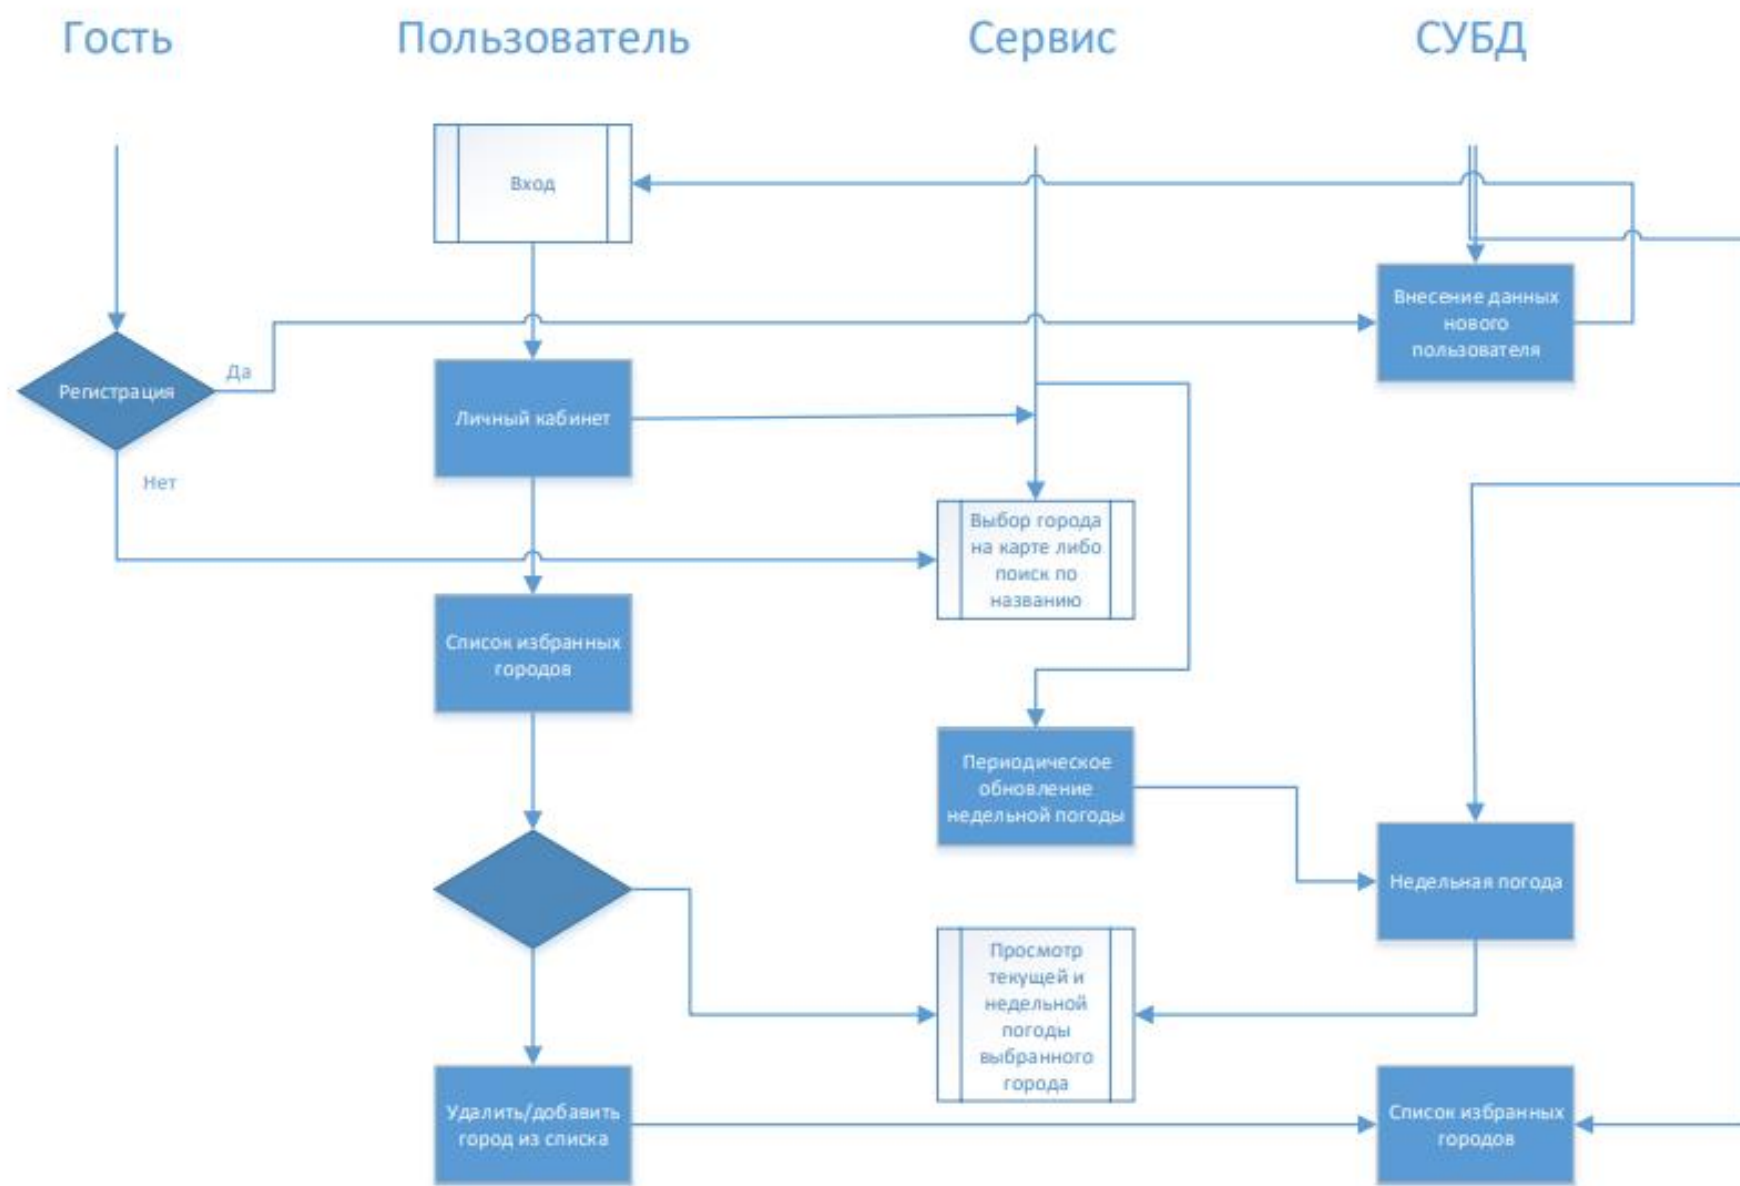 Гость
Пользователь
Сервис
СУБД
Вход
Внесение данных
нового
пользователя
Да
Регистрация
Личный кабинет
Нет
Выбор города
на карте либо
поиск по
названию
Список избранных
городов
Периодическое
обновление
недельной погоды
Недельная погода
Просмотр
текущей и
недельной
погоды
выбранного
города
Удалить/добавить
город из списка
Список избранных
городов